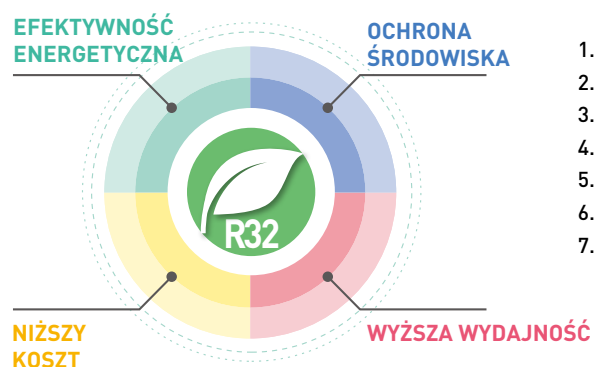 EFEKTYWNOŚĆ
ENERGETYCZNA
OCHRONA
ŚRODOWISKA
1.
2.
3.
4.
5.
6.
7.
R32
NIŻSZY
KOSZT
WYŻSZA WYDAJNOŚĆ